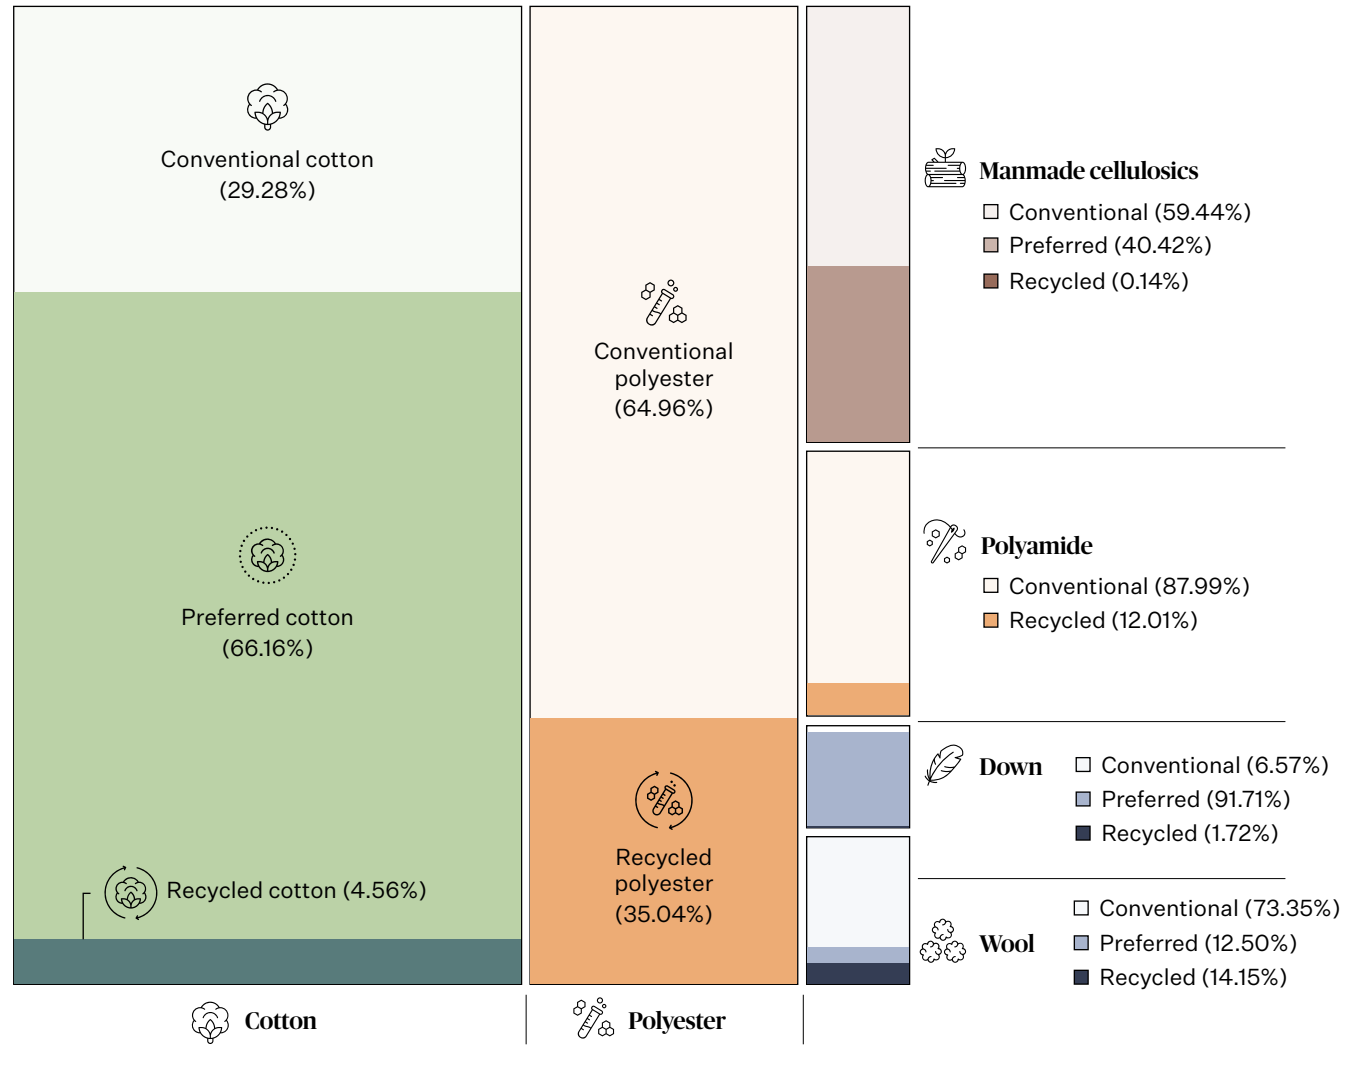 Conventional cotton
(29.28%)
Preferred cotton
(66.16%)
Recycled cotton (4.56%)
Cotton
Conventional
polyester
(64.96%)
Recycled
polyester
(35.04%)
Polyester
Manmade cellulosics
Conventional (59.44%)
Preferred (40.42%)
Recycled (0.14%)
Polyamide
Conventional (87.99%)
Recycled (12.01%)
Down
Conventional (6.57%)
Preferred (91.71%)
Recycled (1.72%)
Wool
Conventional (73.35%)
Preferred (12.50%)
Recycled (14.15%)